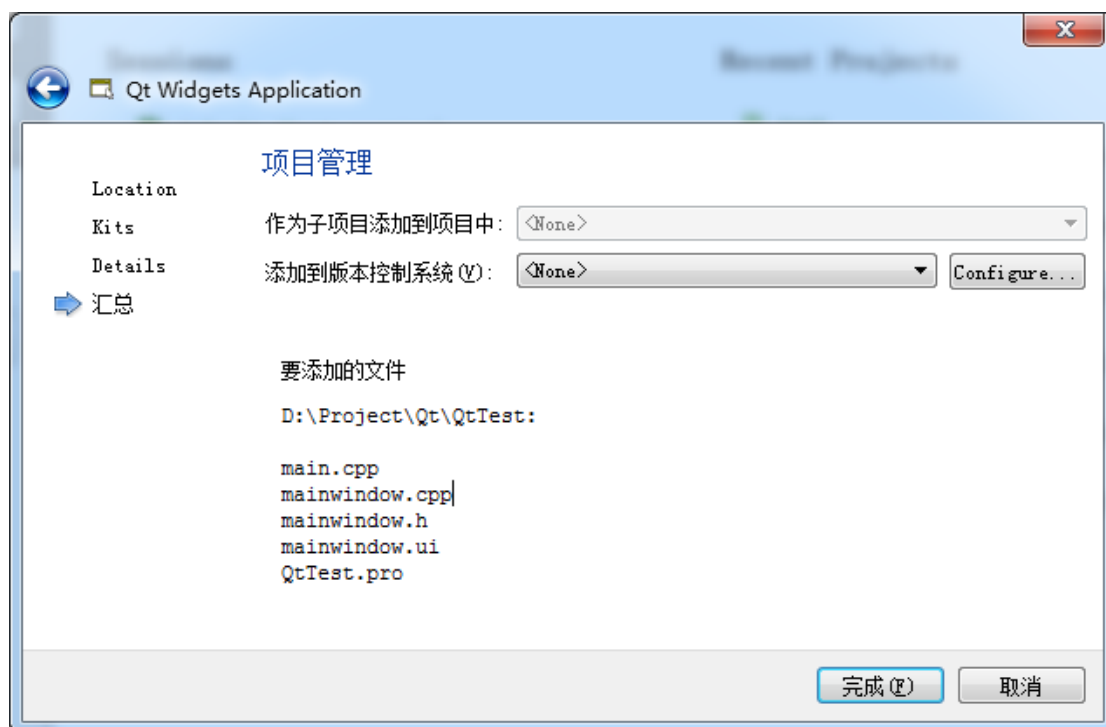 Sessions
Recent Projects
Qt Widgets Application
项目管理
Location
Kits
Details
汇总
作为子项目添加到项目中: <None>
添加到版本控制系统(V): <None> Configure...
要添加的文件
D:\Project\Qt\QtTest:
main.cpp
mainwindow.cpp
mainwindow.h
mainwindow.ui
QtTest.pro
完成(F) 取消